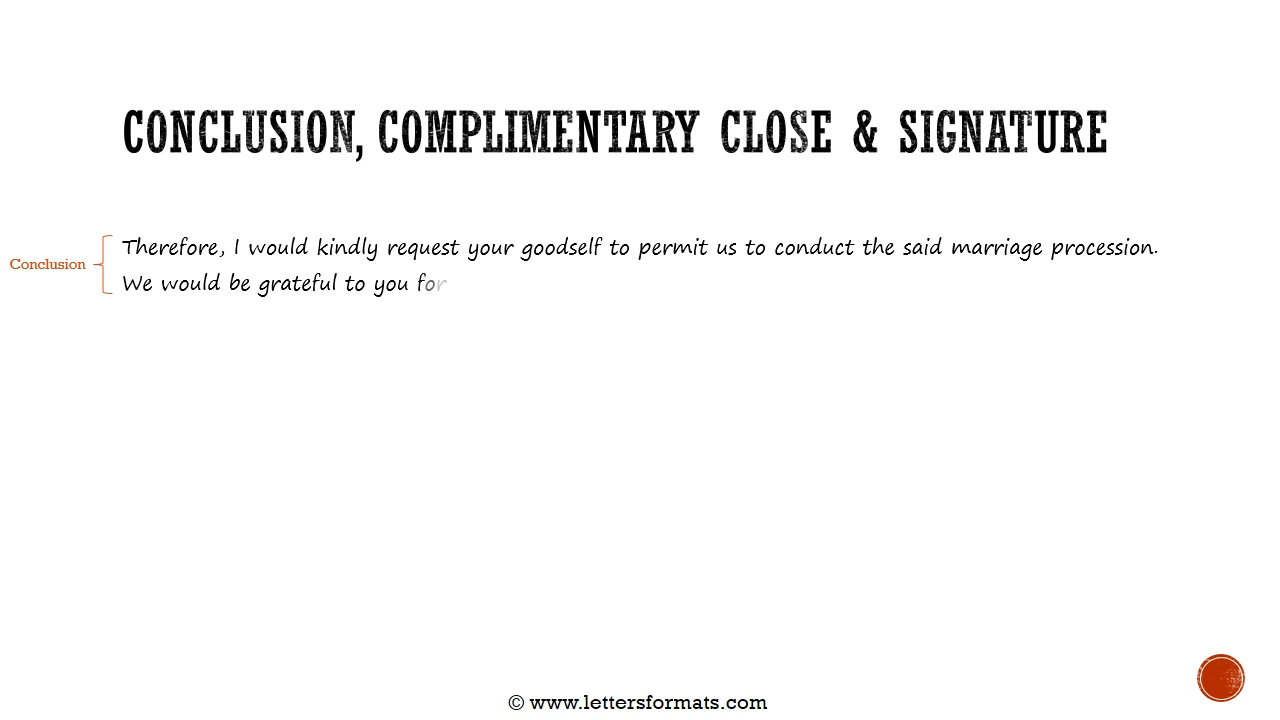 CONCLUSION, COMPLIMENTARY CLOSE & SIGNATURE
Conclusion
Therefore, I would kindly request your goodself to permit us to conduct the said marriage procession.
We would be grateful to you for
© www.lettersformats.com